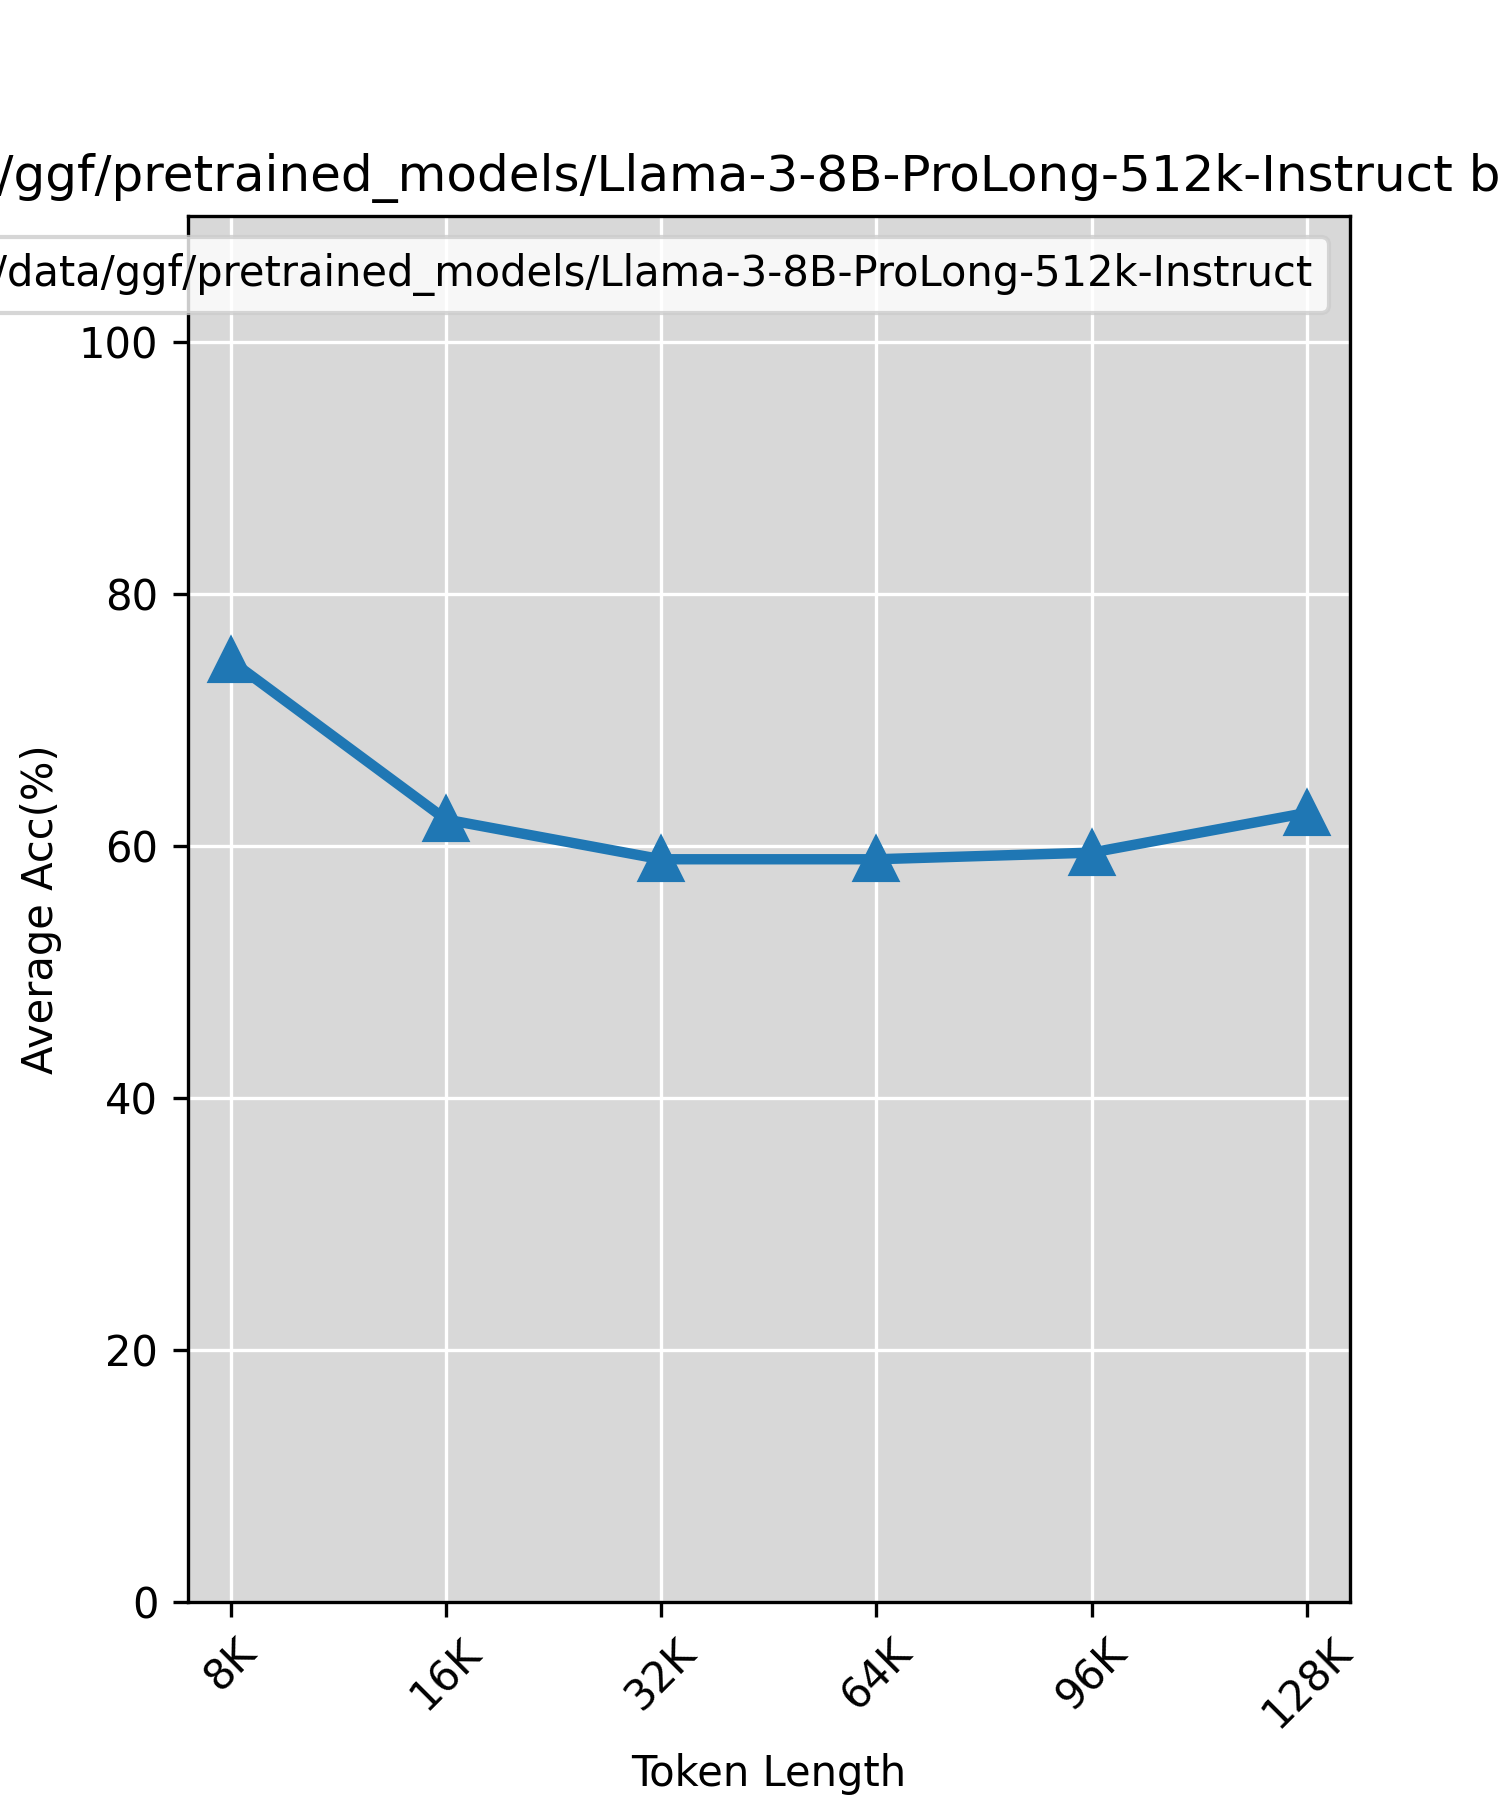 /ggf/pretrained_models/Llama-3-8B-ProLong-512k-Instruct b
/data/ggf/pretrained_models/Llama-3-8B-ProLong-512k-Instruct
100
80
60
40
20
0
Average Acc(%)
8K
16K
32K
64K
96K
128K
Token Length